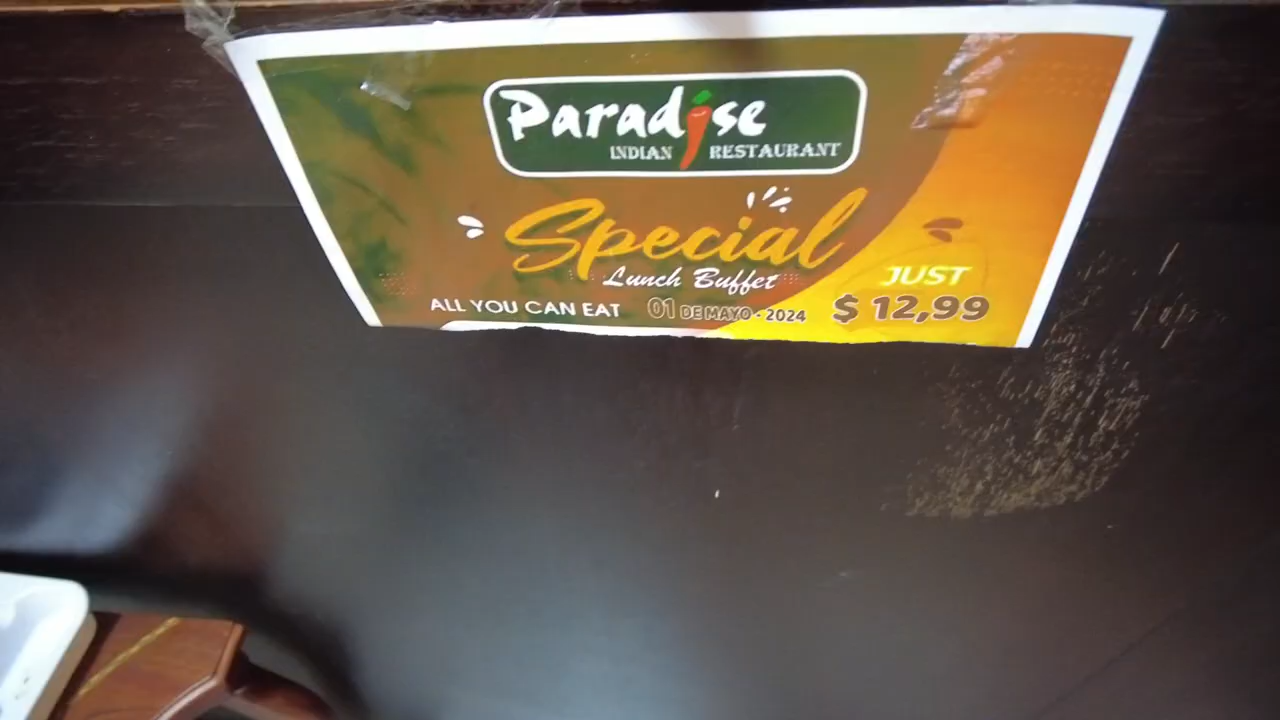 Paradise
INDIAN RESTAURANT
Special
Lunch Buffet
JUST
ALL YOU CAN EAT 01 DE MAYO - 2024 $ 12,99